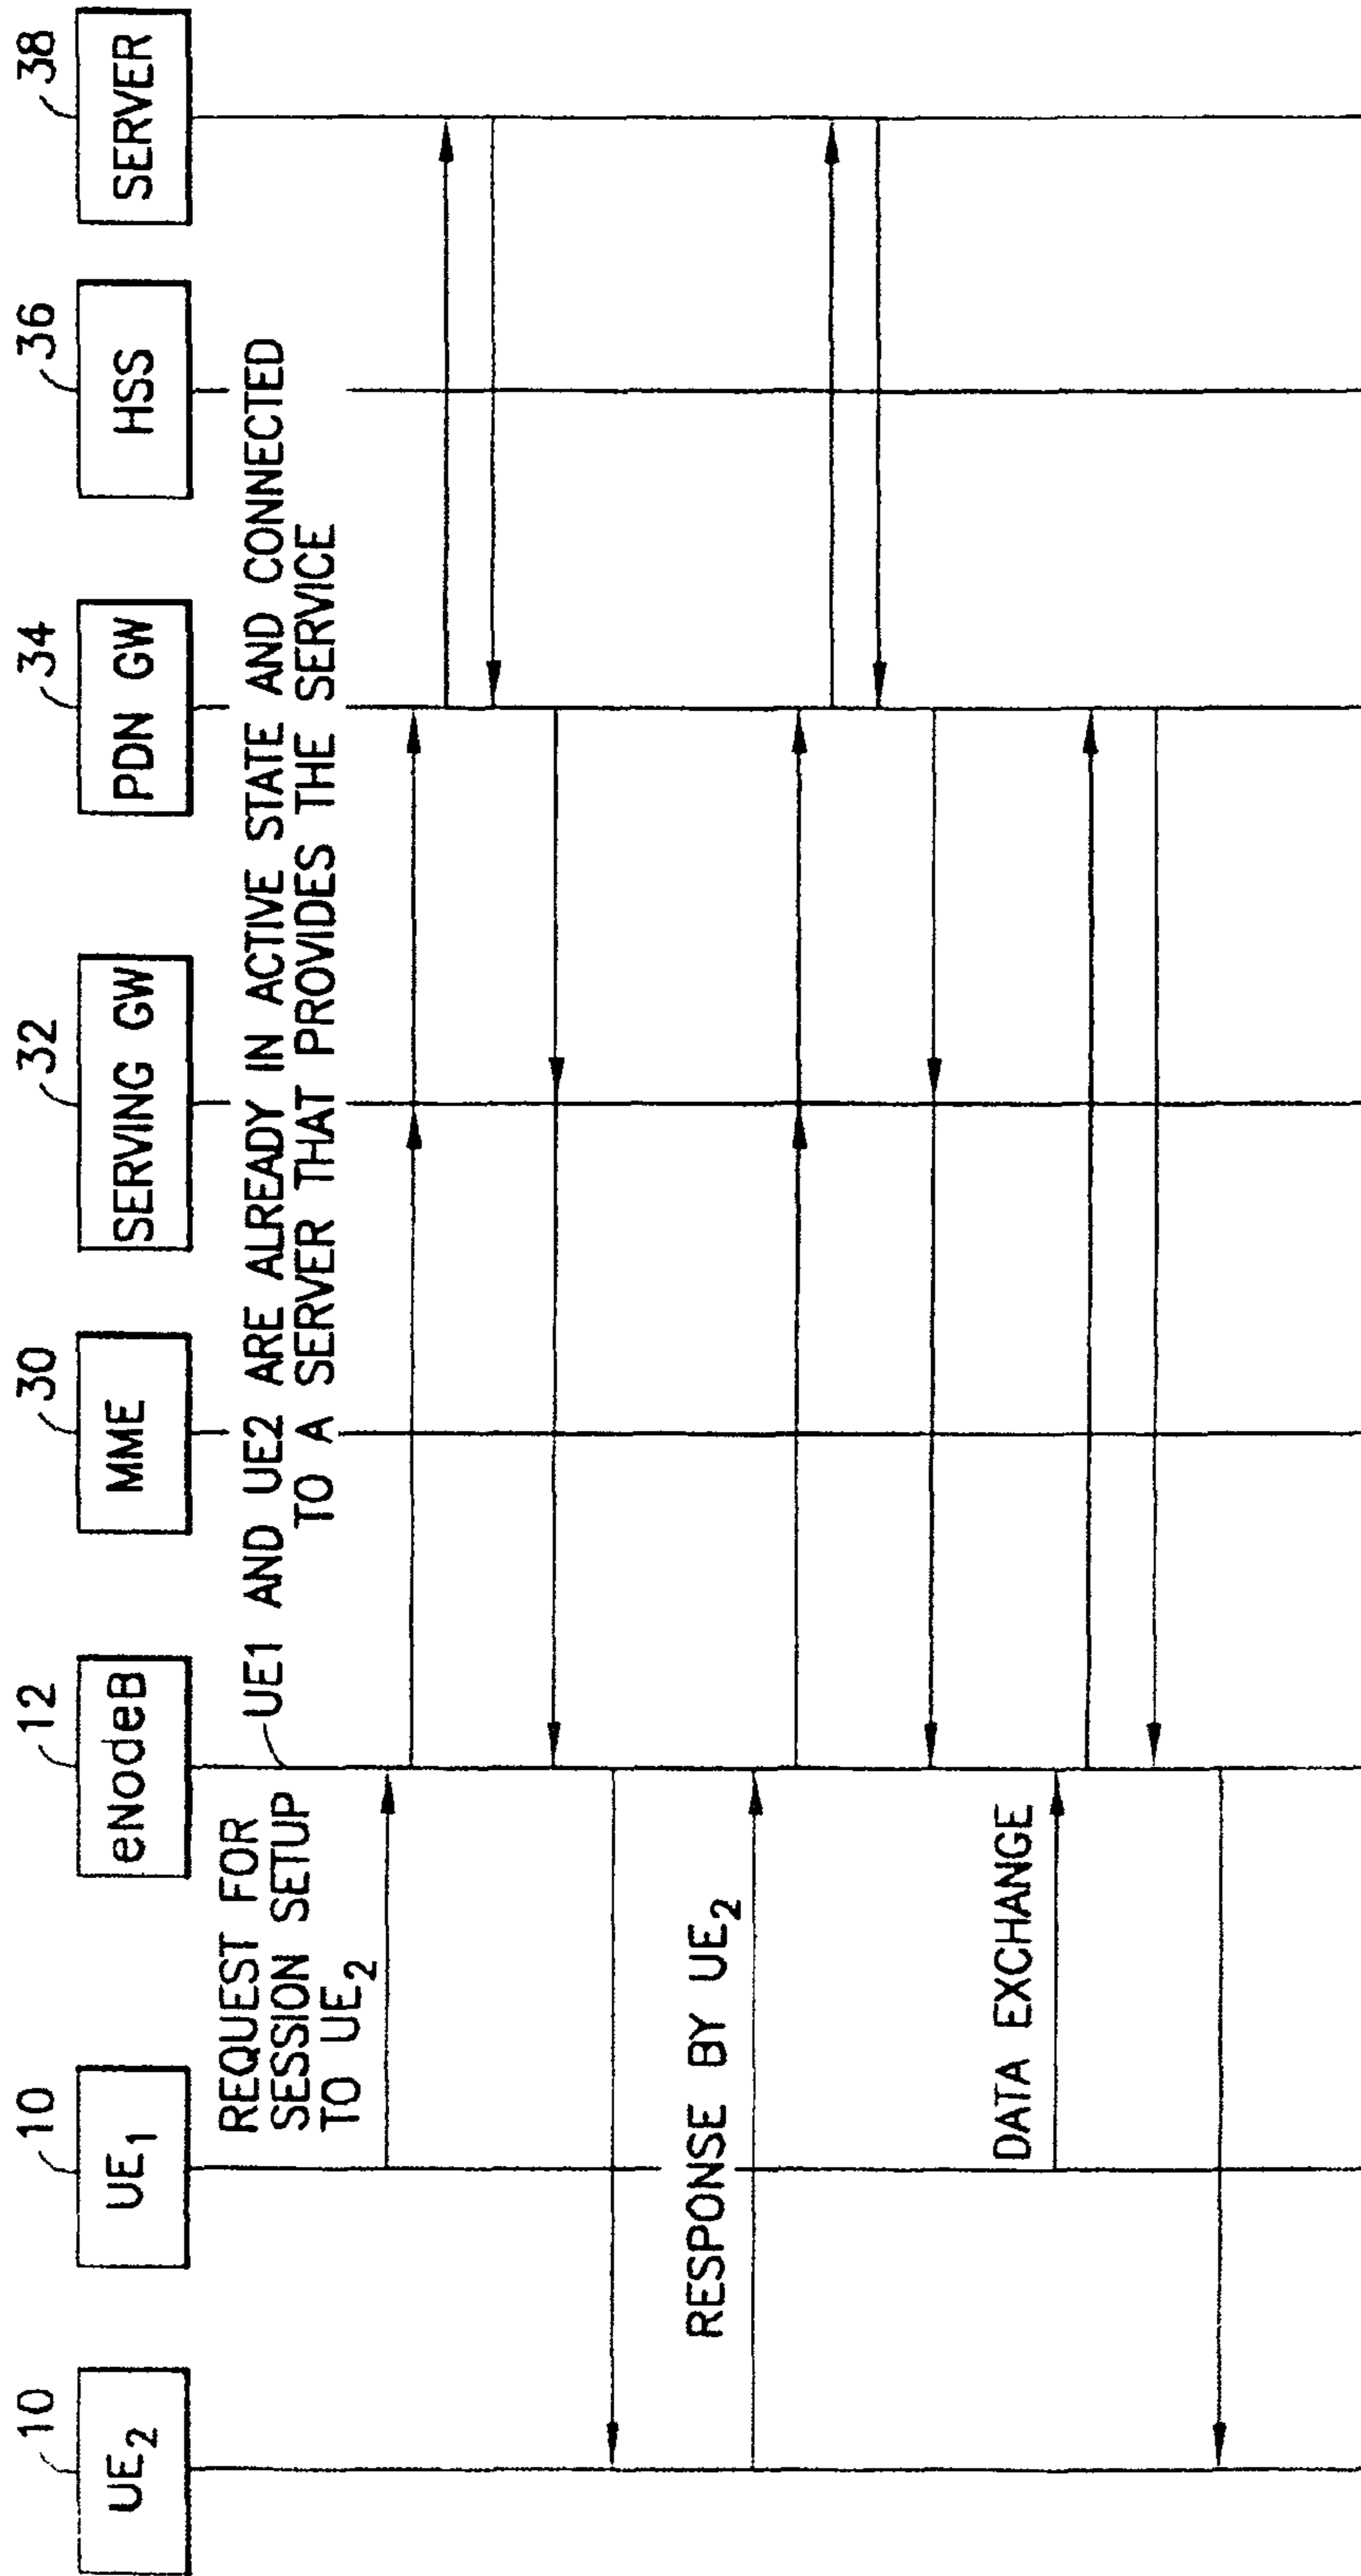 10
UE2
10
UE1
12
eNodeB
30
MME
32
SERVING GW
34
PDN GW
36
HSS
38
SERVER
UE1 AND UE2 ARE ALREADY IN ACTIVE STATE AND CONNECTED
TO A SERVER THAT PROVIDES THE SERVICE
REQUEST FOR
SESSION SETUP
TO UE2
RESPONSE BY UE2
DATA EXCHANGE